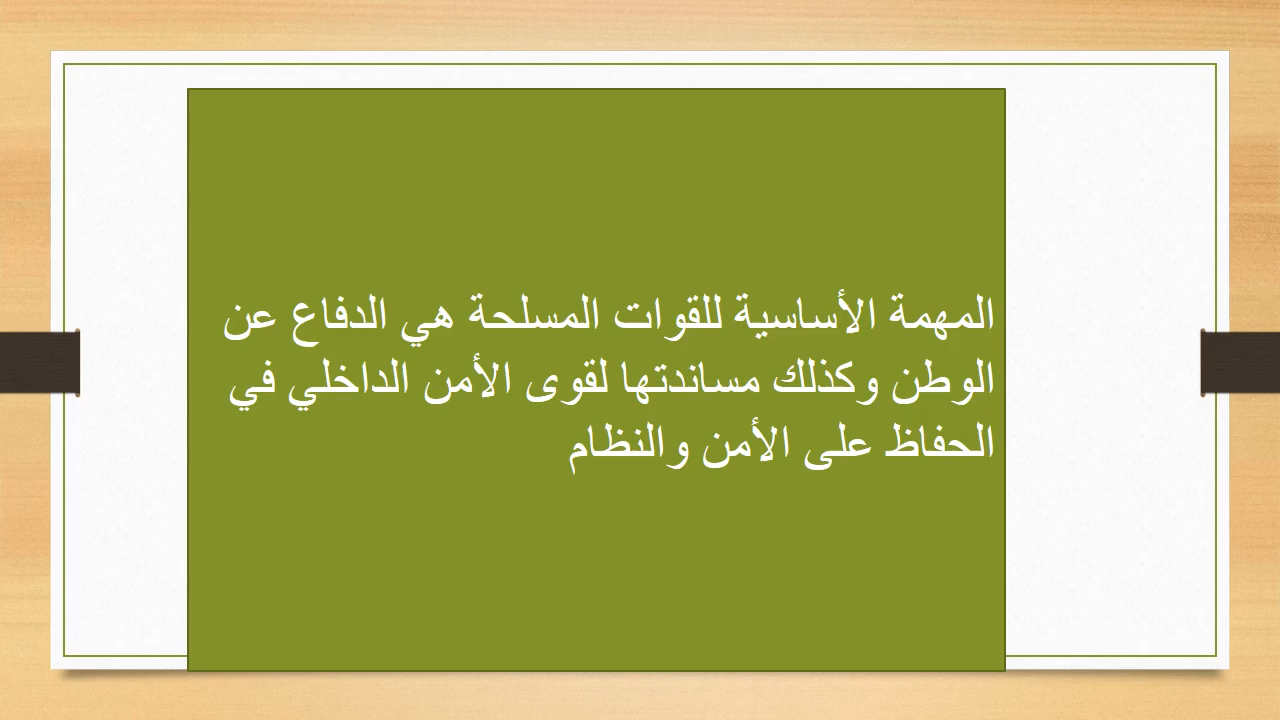 المهمة الأساسية للقوات المسلحة هي الدفاع عن
الوطن وكذلك مساندتها لقوى الأمن الداخلي في
الحفاظ على الأمن والنظام